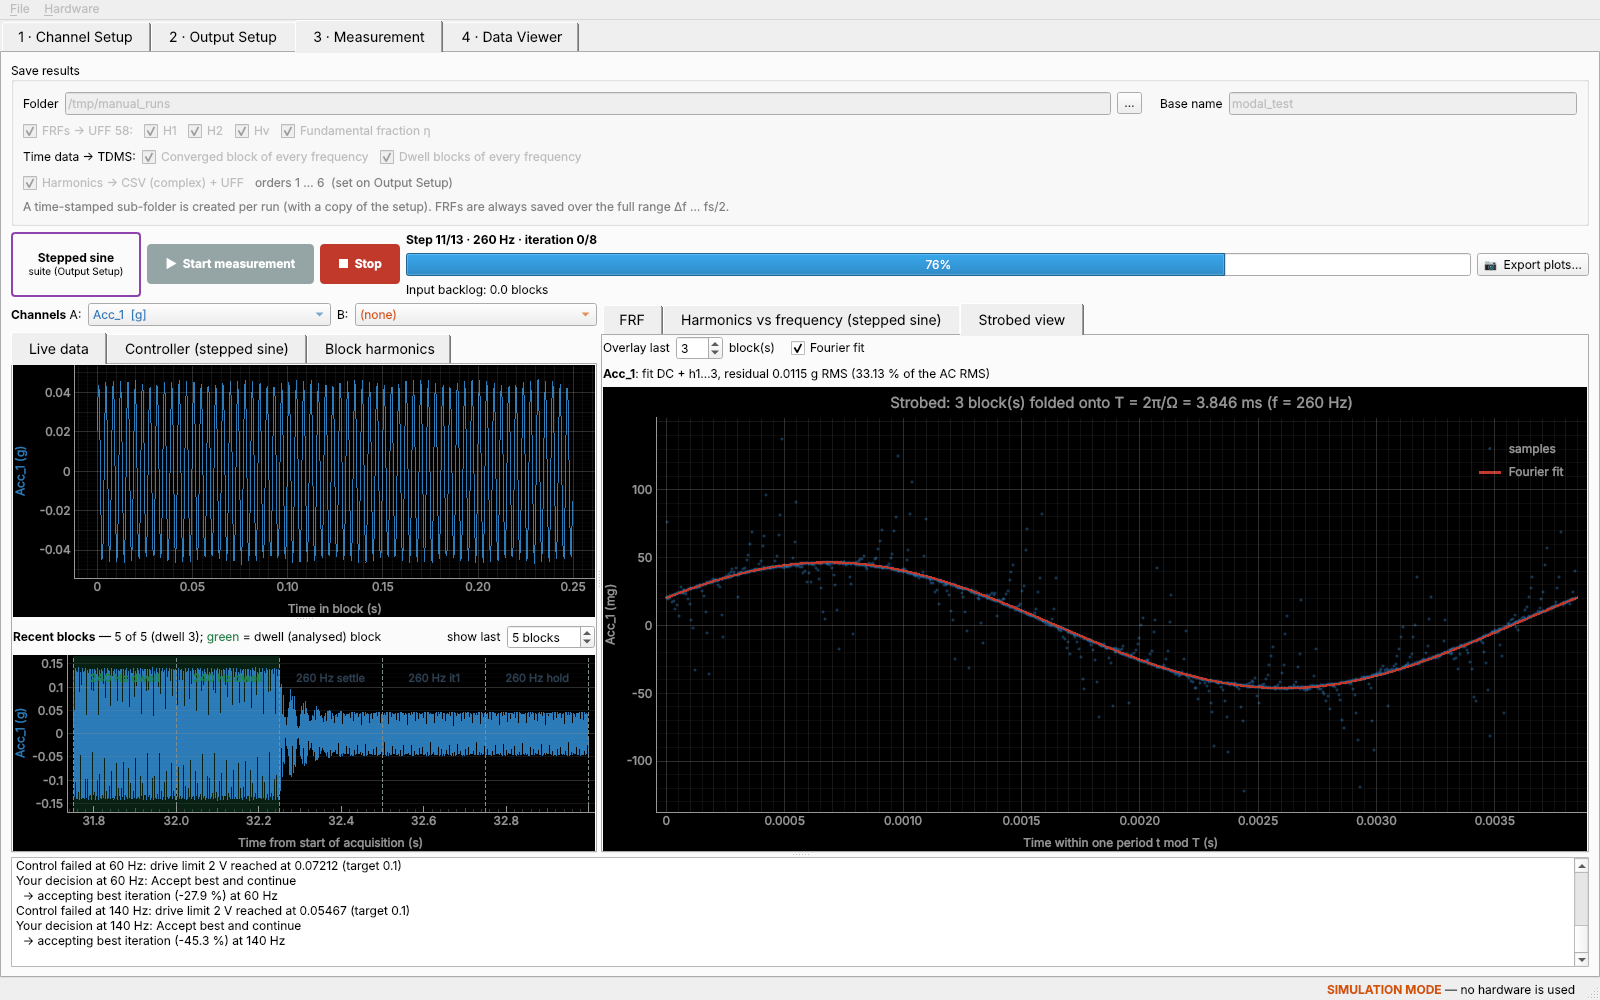 File Hardware
1 · Channel Setup 2 · Output Setup 3 · Measurement 4 · Data Viewer
Save results
Folder /tmp/manual_runs ... Base name modal_test
FRFs → UFF 58: H1 H2 Hv Fundamental fraction η
Time data → TDMS: Converged block of every frequency Dwell blocks of every frequency
Harmonics → CSV (complex) + UFF orders 1 ... 6 (set on Output Setup)
A time-stamped sub-folder is created per run (with a copy of the setup). FRFs are always saved over the full range Δf ... fs/2.
Stepped sine
suite (Output Setup)
▶ Start measurement
■ Stop
Step 11/13 · 260 Hz · iteration 0/8
76%
Input backlog: 0.0 blocks
Export plots...
Channels A: Acc_1 [g] B: (none)
Live data Controller (stepped sine) Block harmonics
0.04
0.02
0
-0.02
-0.04
Acc_1 (g)
0 0.05 0.10 0.15 0.20 0.25
Time in block (s)
Recent blocks — 5 of 5 (dwell 3); green = dwell (analysed) block show last 5 blocks
0.15
0.1
0.05
0
-0.05
-0.1
-0.15
Acc_1 (g)
260 Hz settle 260 Hz it1 260 Hz hold
31.8 32.0 32.2 32.4 32.6 32.8
Time from start of acquisition (s)
FRF Harmonics vs frequency (stepped sine) Strobed view
Overlay last 3 block(s) Fourier fit
Acc_1: fit DC + h1...3, residual 0.0115 g RMS (33.13 % of the AC RMS)
Strobed: 3 block(s) folded onto T = 2π/Ω = 3.846 ms (f = 260 Hz)
samples
Fourier fit
100
50
0
-50
-100
Acc_1 (mg)
0 0.0005 0.0010 0.0015 0.0020 0.0025 0.0030 0.0035
Time within one period t mod T (s)
Control failed at 60 Hz: drive limit 2 V reached at 0.07212 (target 0.1)
Your decision at 60 Hz: Accept best and continue
→ accepting best iteration (-27.9 %) at 60 Hz
Control failed at 140 Hz: drive limit 2 V reached at 0.05467 (target 0.1)
Your decision at 140 Hz: Accept best and continue
→ accepting best iteration (-45.3 %) at 140 Hz
SIMULATION MODE — no hardware is used